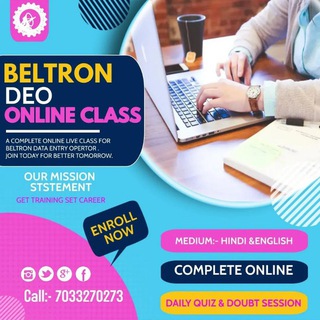 BELTRON
DEO
ONLINE CLASS
A COMPLETE ONLINE LIVE CLASS FOR
BELTRON DATA ENTRY OPERTOR .
JOIN TODAY FOR BETTER TOMORROW.
OUR MISSION
STSTEMENT
GET TRAINING SET CAREER
ENROLL
NOW
MEDIUM:- HINDI &ENGLISH
COMPLETE ONLINE
DAILY QUIZ & DOUBT SESSION
Call:- 7033270273